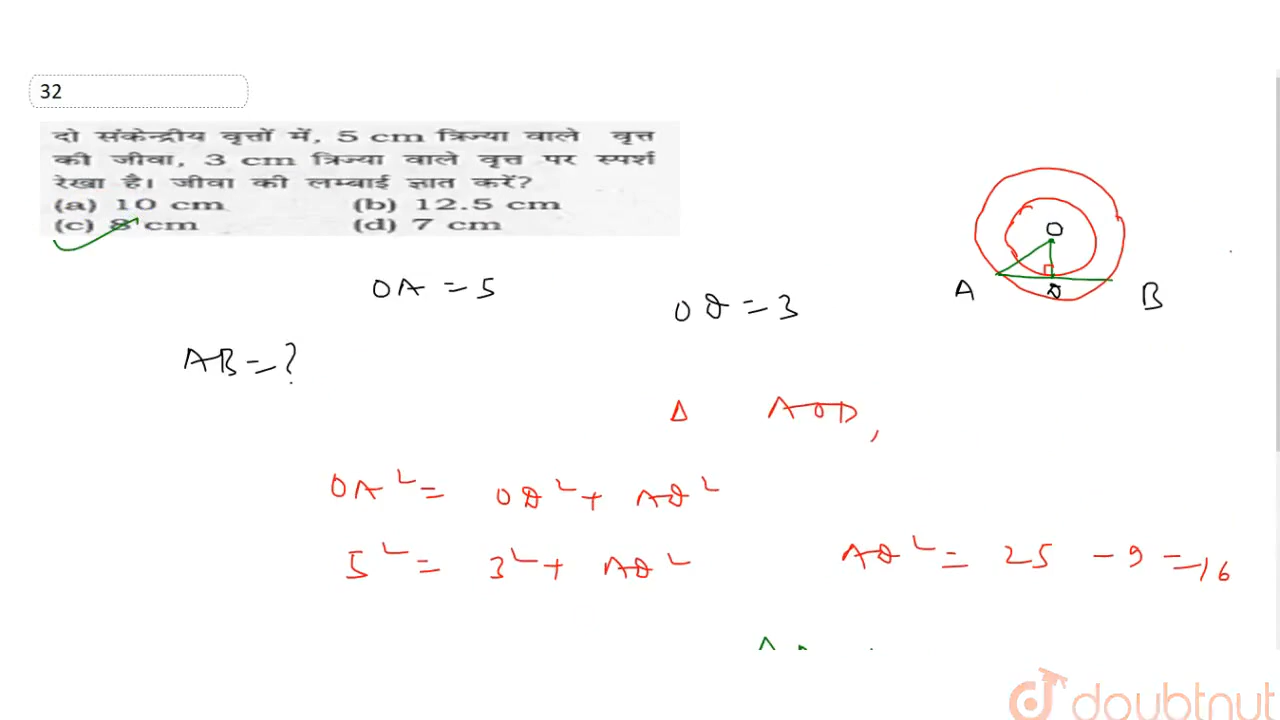 32
दो संकेन्द्रीय वृत्तों में, 5 cm त्रिज्या वाले वृत्त
की जीवा, 3 cm त्रिज्या वाले वृत्त पर स्पर्श
रेखा है। जीवा की लम्बाई ज्ञात करें?
(a) 10 cm (b) 12.5 cm
(c) 8 cm (d) 7 cm
O
A D B
OA = 5
OD = 3
AB = ?
Δ AOD,
OA² = OD² + AD²
5² = 3² + AD²
AD² = 25 - 9 = 16
doubtnut